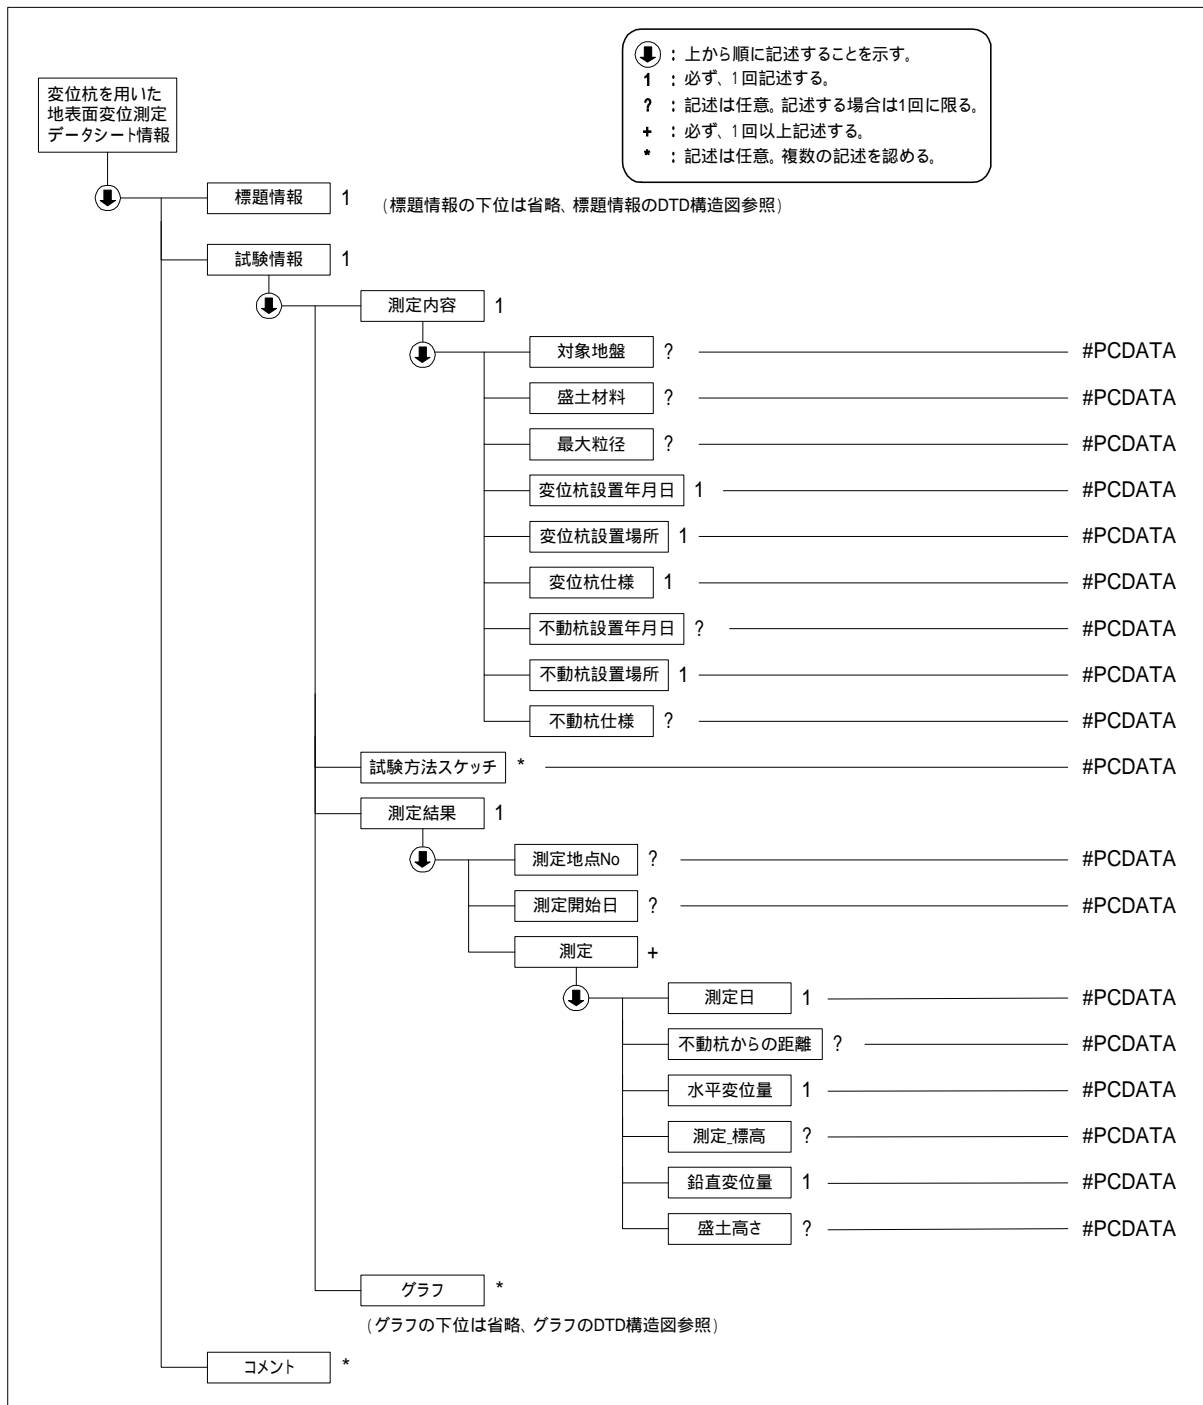 : 上から順に記述することを示す。
1 : 必ず、1回記述する。
? : 記述は任意。記述する場合は1回に限る。
+ : 必ず、1回以上記述する。
* : 記述は任意。複数の記述を認める。
変位杭を用いた
地表面変位測定
データシート情報
標題情報 1 (標題情報の下位は省略、標題情報のDTD構造図参照)
試験情報 1
測定内容 1
対象地盤 ? #PCDATA
盛土材料 ? #PCDATA
最大粒径 ? #PCDATA
変位杭設置年月日 1 #PCDATA
変位杭設置場所 1 #PCDATA
変位杭仕様 1 #PCDATA
不動杭設置年月日 ? #PCDATA
不動杭設置場所 1 #PCDATA
不動杭仕様 ? #PCDATA
試験方法スケッチ * #PCDATA
測定結果 1
測定地点No ? #PCDATA
測定開始日 ? #PCDATA
測定 +
測定日 1 #PCDATA
不動杭からの距離 ? #PCDATA
水平変位量 1 #PCDATA
測定_標高 ? #PCDATA
鉛直変位量 1 #PCDATA
盛土高さ ? #PCDATA
グラフ *
(グラフの下位は省略、グラフのDTD構造図参照)
コメント *